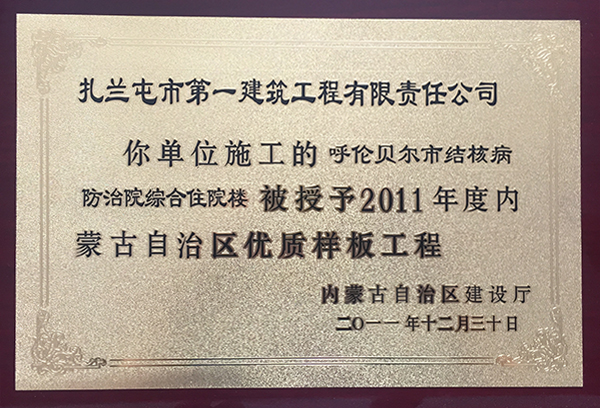 扎兰屯市第一建筑工程有限责任公司
你单位施工的 呼伦贝尔市结核病
防治院综合住院楼 被授予2011年度内
蒙古自治区优质样板工程
内蒙古自治区建设厅
二〇一一年十二月三十日